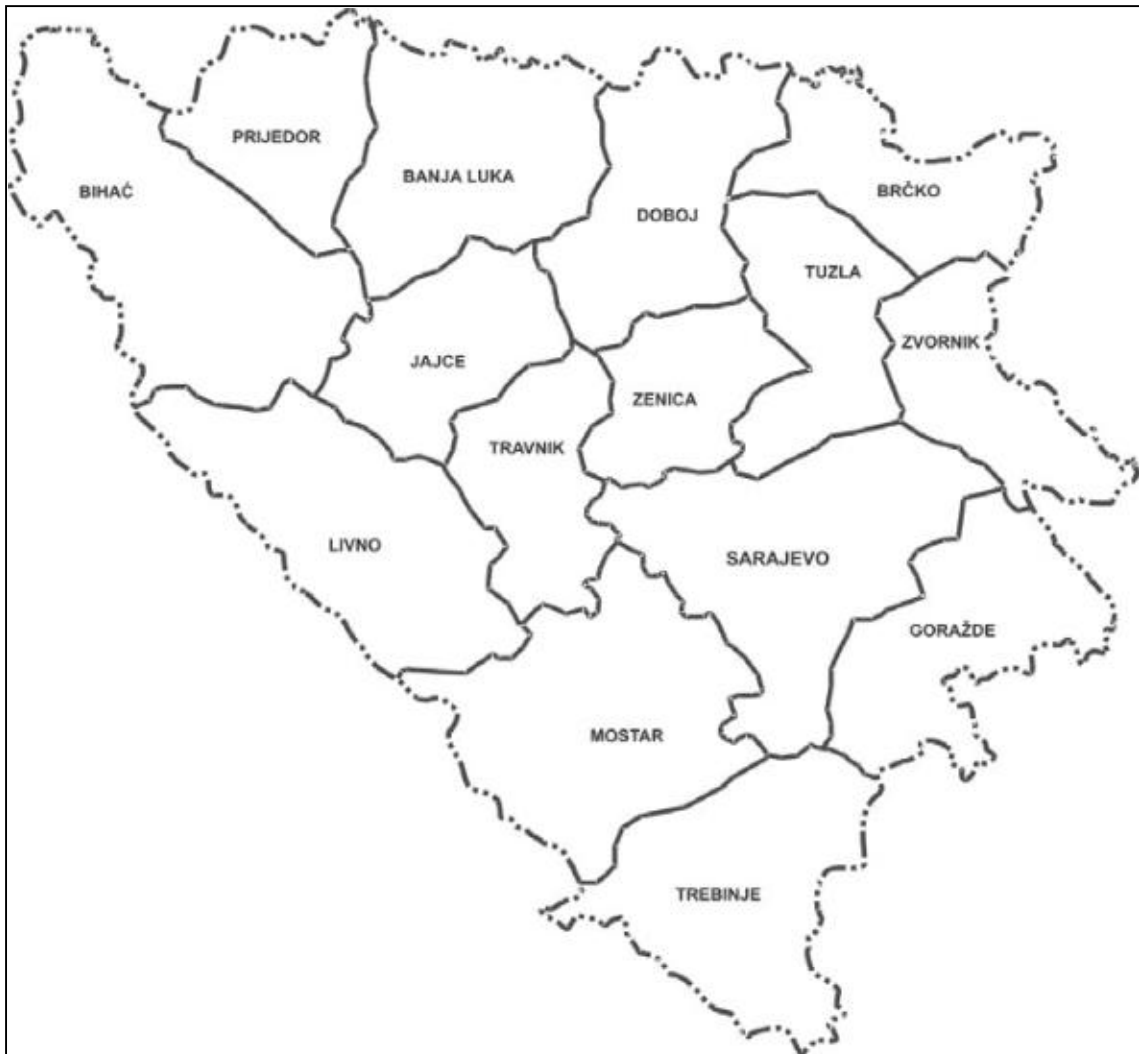 PRIJEDOR
BANJA LUKA
BIHAĆ
BRČKO
DOBOJ
TUZLA
ZVORNIK
JAJCE
ZENICA
TRAVNIK
LIVNO
SARAJEVO
GORAŽDE
MOSTAR
TREBINJE